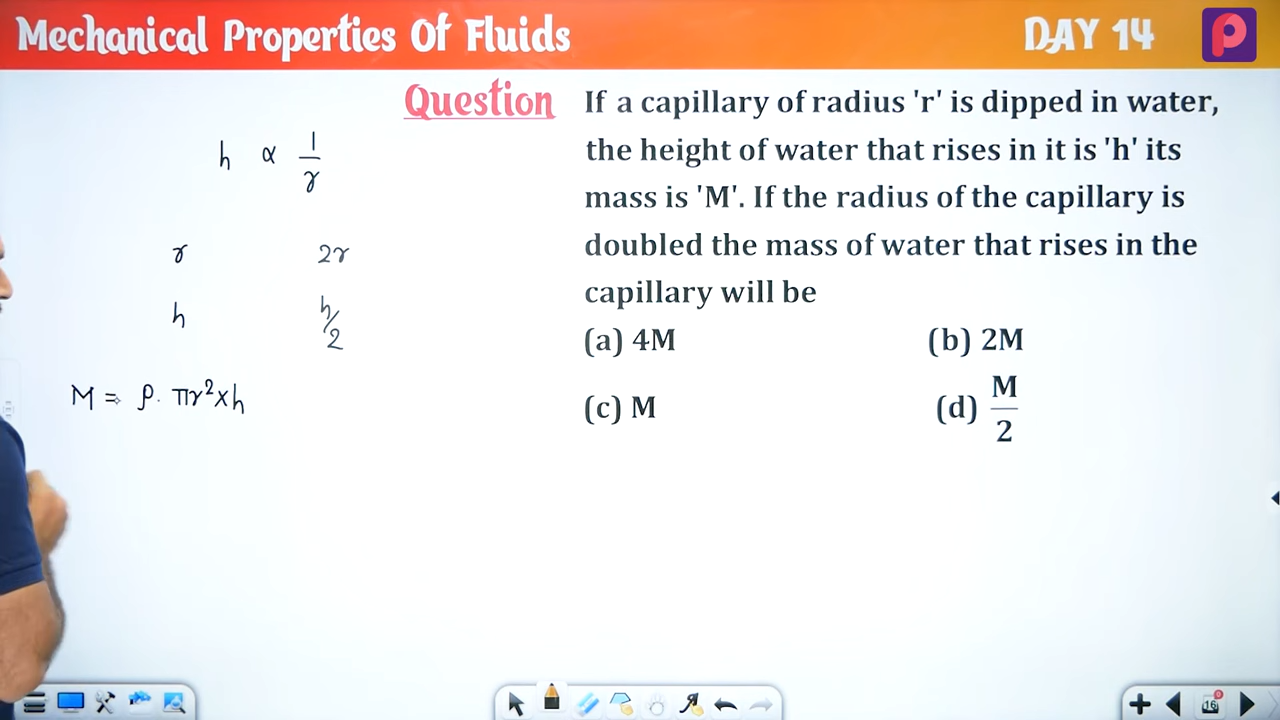 Mechanical Properties Of Fluids
DAY 14
Question
If a capillary of radius 'r' is dipped in water,
the height of water that rises in it is 'h' its
mass is 'M'. If the radius of the capillary is
doubled the mass of water that rises in the
capillary will be
(a) 4M
(b) 2M
(c) M
(d) M/2
h ∝ 1/r
r 2r
h h/2
M = ρ. πr²×h
16